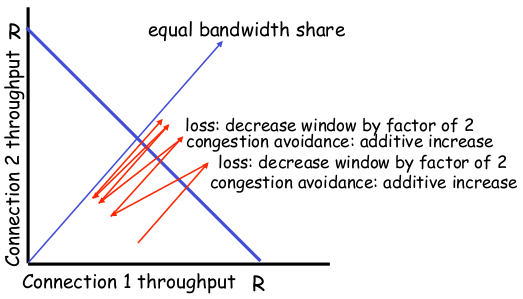 equal bandwidth share
R
Connection 2 throughput
loss: decrease window by factor of 2
congestion avoidance: additive increase
loss: decrease window by factor of 2
congestion avoidance: additive increase
Connection 1 throughput
R